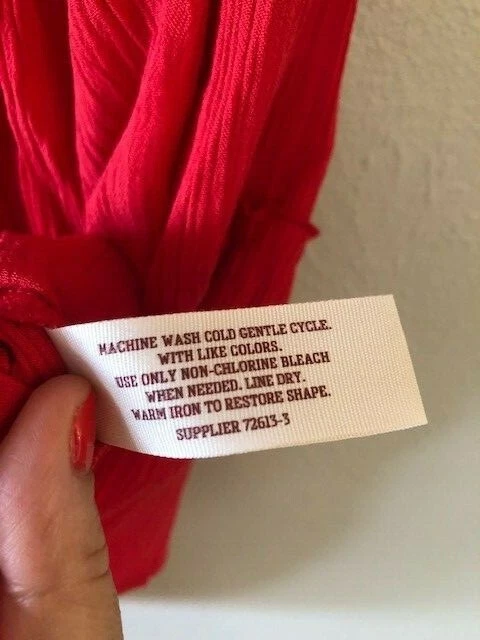 MACHINE WASH COLD GENTLE CYCLE.
WITH LIKE COLORS.
USE ONLY NON-CHLORINE BLEACH
WHEN NEEDED. LINE DRY.
WARM IRON TO RESTORE SHAPE.
SUPPLIER 72613-3